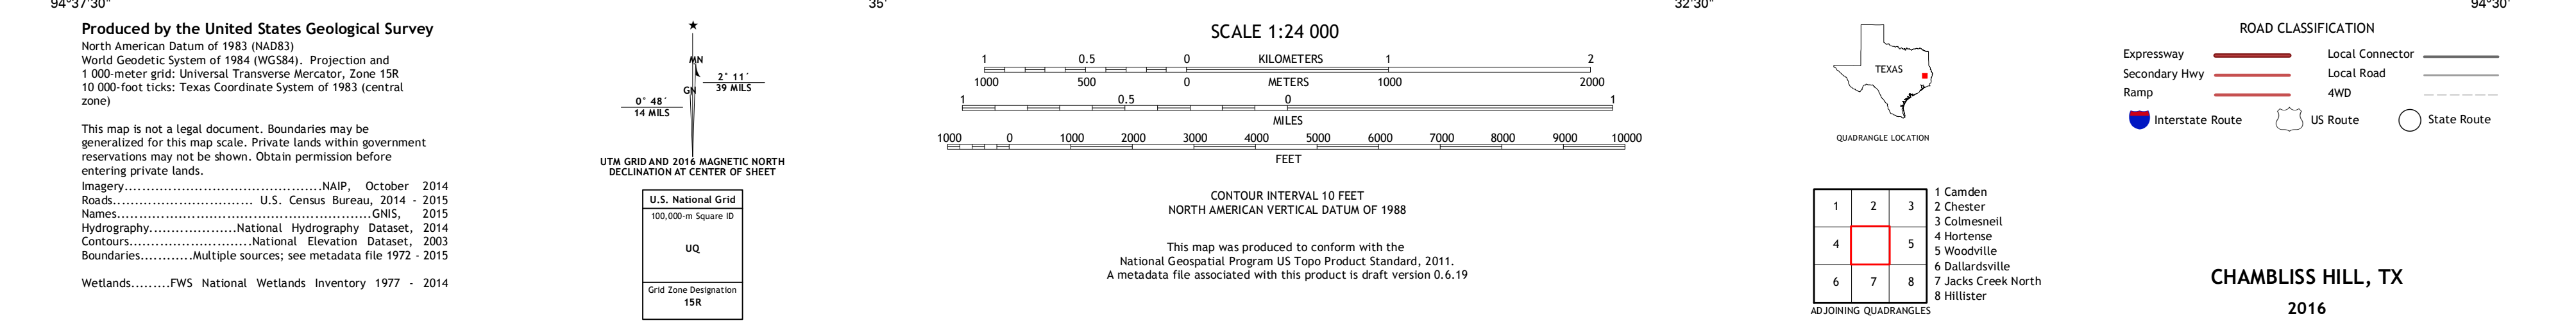 94°37'30"
35'
32'30"
94°30'
Produced by the United States Geological Survey
North American Datum of 1983 (NAD83)
World Geodetic System of 1984 (WGS84). Projection and
1 000-meter grid: Universal Transverse Mercator, Zone 15R
10 000-foot ticks: Texas Coordinate System of 1983 (central
zone)
This map is not a legal document. Boundaries may be
generalized for this map scale. Private lands within government
reservations may not be shown. Obtain permission before
entering private lands.
Imagery.............................................NAIP, October 2014
Roads................................ U.S. Census Bureau, 2014 - 2015
Names..........................................................GNIS, 2015
Hydrography....................National Hydrography Dataset, 2014
Contours............................National Elevation Dataset, 2003
Boundaries............Multiple sources; see metadata file 1972 - 2015
Wetlands.........FWS National Wetlands Inventory 1977 - 2014
MN
GN
2° 11´
39 MILS
0° 48´
14 MILS
UTM GRID AND 2016 MAGNETIC NORTH
DECLINATION AT CENTER OF SHEET
U.S. National Grid
100,000-m Square ID
UQ
Grid Zone Designation
15R
SCALE 1:24 000
1 0.5 0 KILOMETERS 1 2
1000 500 0 METERS 1000 2000
1 0.5 0 1
MILES
1000 0 1000 2000 3000 4000 5000 6000 7000 8000 9000 10000
FEET
CONTOUR INTERVAL 10 FEET
NORTH AMERICAN VERTICAL DATUM OF 1988
This map was produced to conform with the
National Geospatial Program US Topo Product Standard, 2011.
A metadata file associated with this product is draft version 0.6.19
TEXAS
QUADRANGLE LOCATION
1 2 3
4 5
6 7 8
ADJOINING QUADRANGLES
1 Camden
2 Chester
3 Colmesneil
4 Hortense
5 Woodville
6 Dallardsville
7 Jacks Creek North
8 Hillister
ROAD CLASSIFICATION
Expressway Local Connector
Secondary Hwy Local Road
Ramp 4WD
Interstate Route US Route State Route
CHAMBLISS HILL, TX
2016